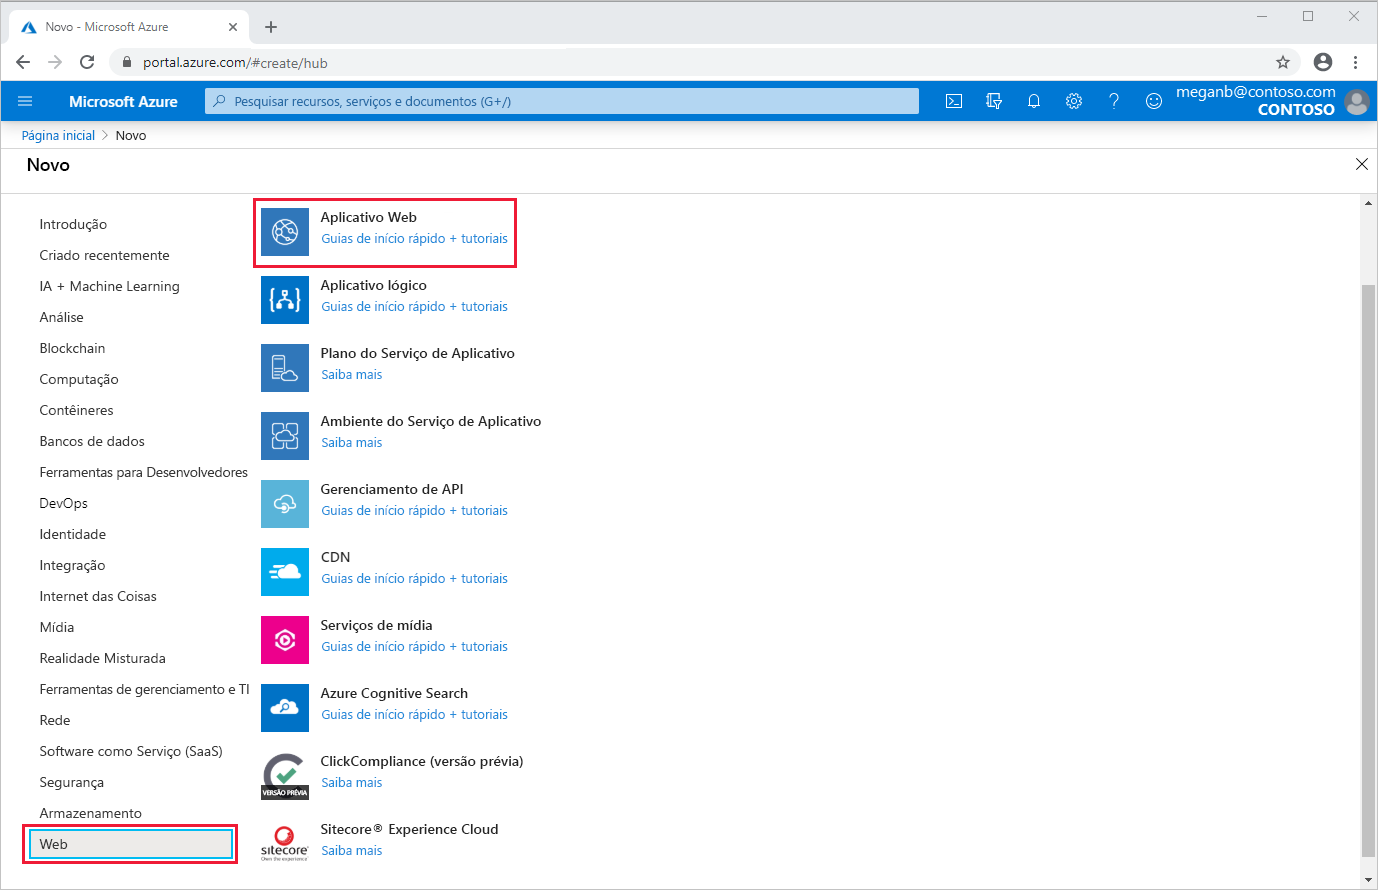 Novo - Microsoft Azure
portal.azure.com/#create/hub
Microsoft Azure
Pesquisar recursos, serviços e documentos (G+/)
meganb@contoso.com
CONTOSO
Página inicial > Novo
Novo
Introdução
Criado recentemente
IA + Machine Learning
Análise
Blockchain
Computação
Contêineres
Bancos de dados
Ferramentas para Desenvolvedores
DevOps
Identidade
Integração
Internet das Coisas
Mídia
Realidade Misturada
Ferramentas de gerenciamento e TI
Rede
Software como Serviço (SaaS)
Segurança
Armazenamento
Web
Aplicativo Web
Guias de início rápido + tutoriais
Aplicativo lógico
Guias de início rápido + tutoriais
Plano do Serviço de Aplicativo
Saiba mais
Ambiente do Serviço de Aplicativo
Saiba mais
Gerenciamento de API
Guias de início rápido + tutoriais
CDN
Guias de início rápido + tutoriais
Serviços de mídia
Guias de início rápido + tutoriais
Azure Cognitive Search
Guias de início rápido + tutoriais
VERSÃO PRÉVIA
ClickCompliance (versão prévia)
Saiba mais
sitecore
Own the experience
Sitecore® Experience Cloud
Saiba mais